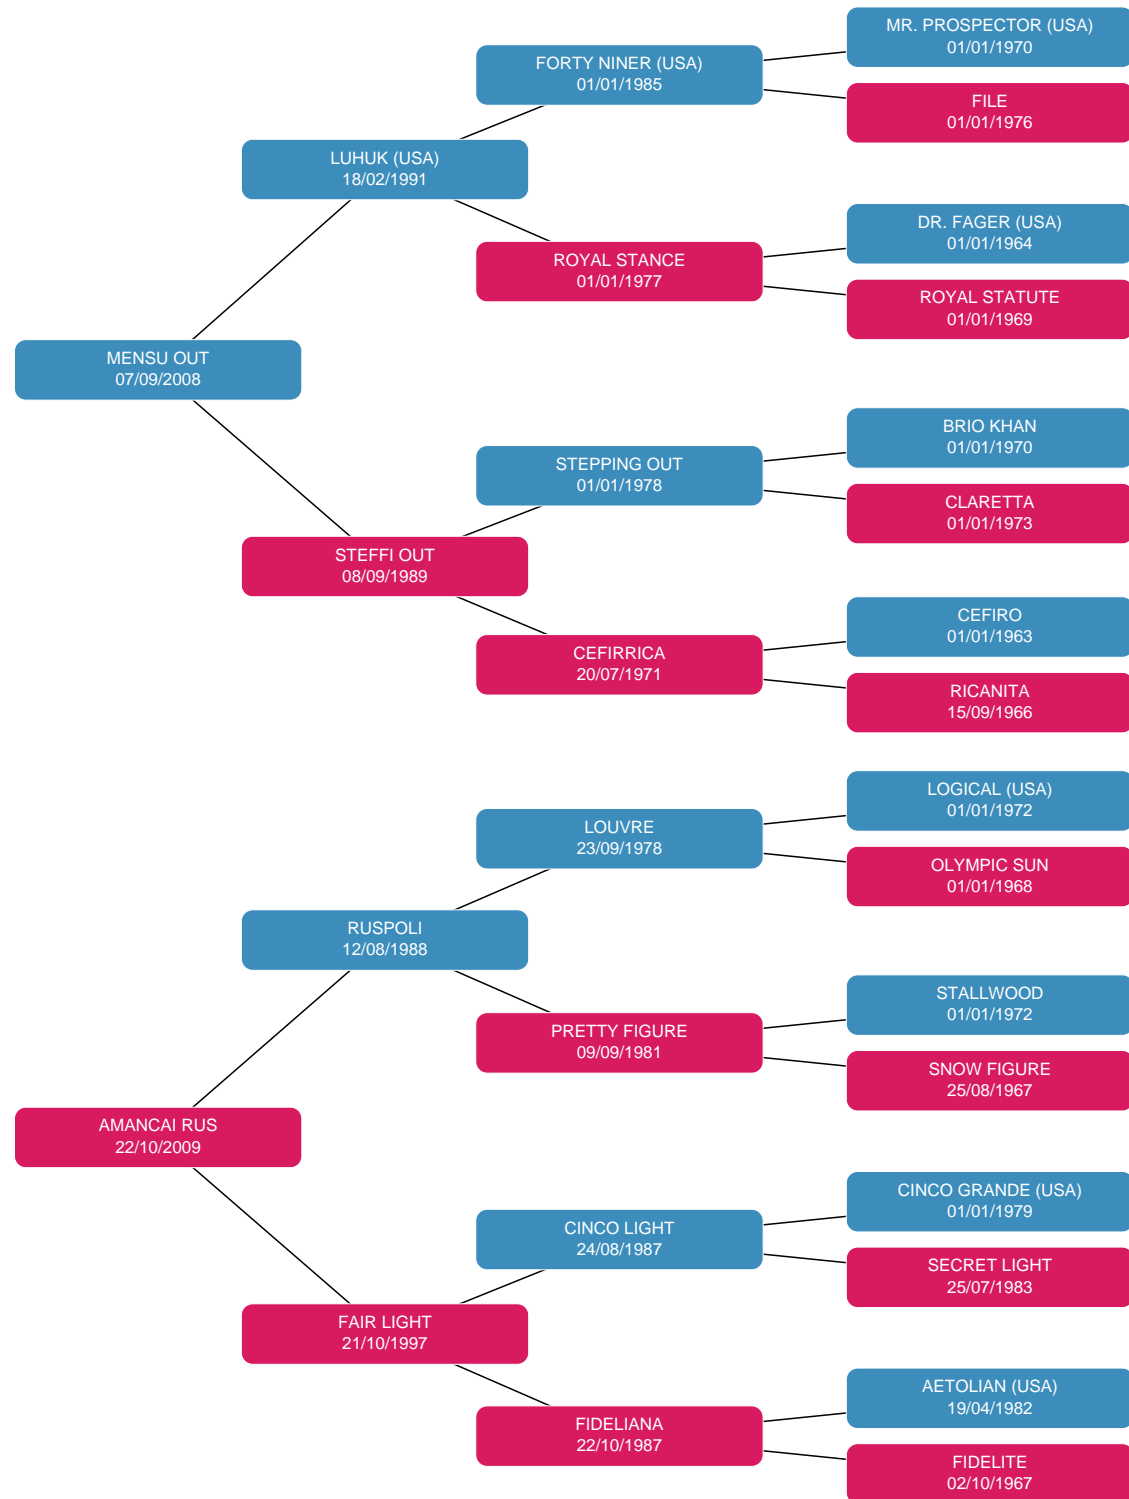 MR. PROSPECTOR (USA)
01/01/1970
FORTY NINER (USA)
01/01/1985
FILE
01/01/1976
LUHUK (USA)
18/02/1991
DR. FAGER (USA)
01/01/1964
ROYAL STANCE
01/01/1977
ROYAL STATUTE
01/01/1969
MENSU OUT
07/09/2008
BRIO KHAN
01/01/1970
STEPPING OUT
01/01/1978
CLARETTA
01/01/1973
STEFFI OUT
08/09/1989
CEFIRO
01/01/1963
CEFIRRICA
20/07/1971
RICANITA
15/09/1966
LOGICAL (USA)
01/01/1972
LOUVRE
23/09/1978
OLYMPIC SUN
01/01/1968
RUSPOLI
12/08/1988
STALLWOOD
01/01/1972
PRETTY FIGURE
09/09/1981
SNOW FIGURE
25/08/1967
AMANCAI RUS
22/10/2009
CINCO GRANDE (USA)
01/01/1979
CINCO LIGHT
24/08/1987
SECRET LIGHT
25/07/1983
FAIR LIGHT
21/10/1997
AETOLIAN (USA)
19/04/1982
FIDELIANA
22/10/1987
FIDELITE
02/10/1967